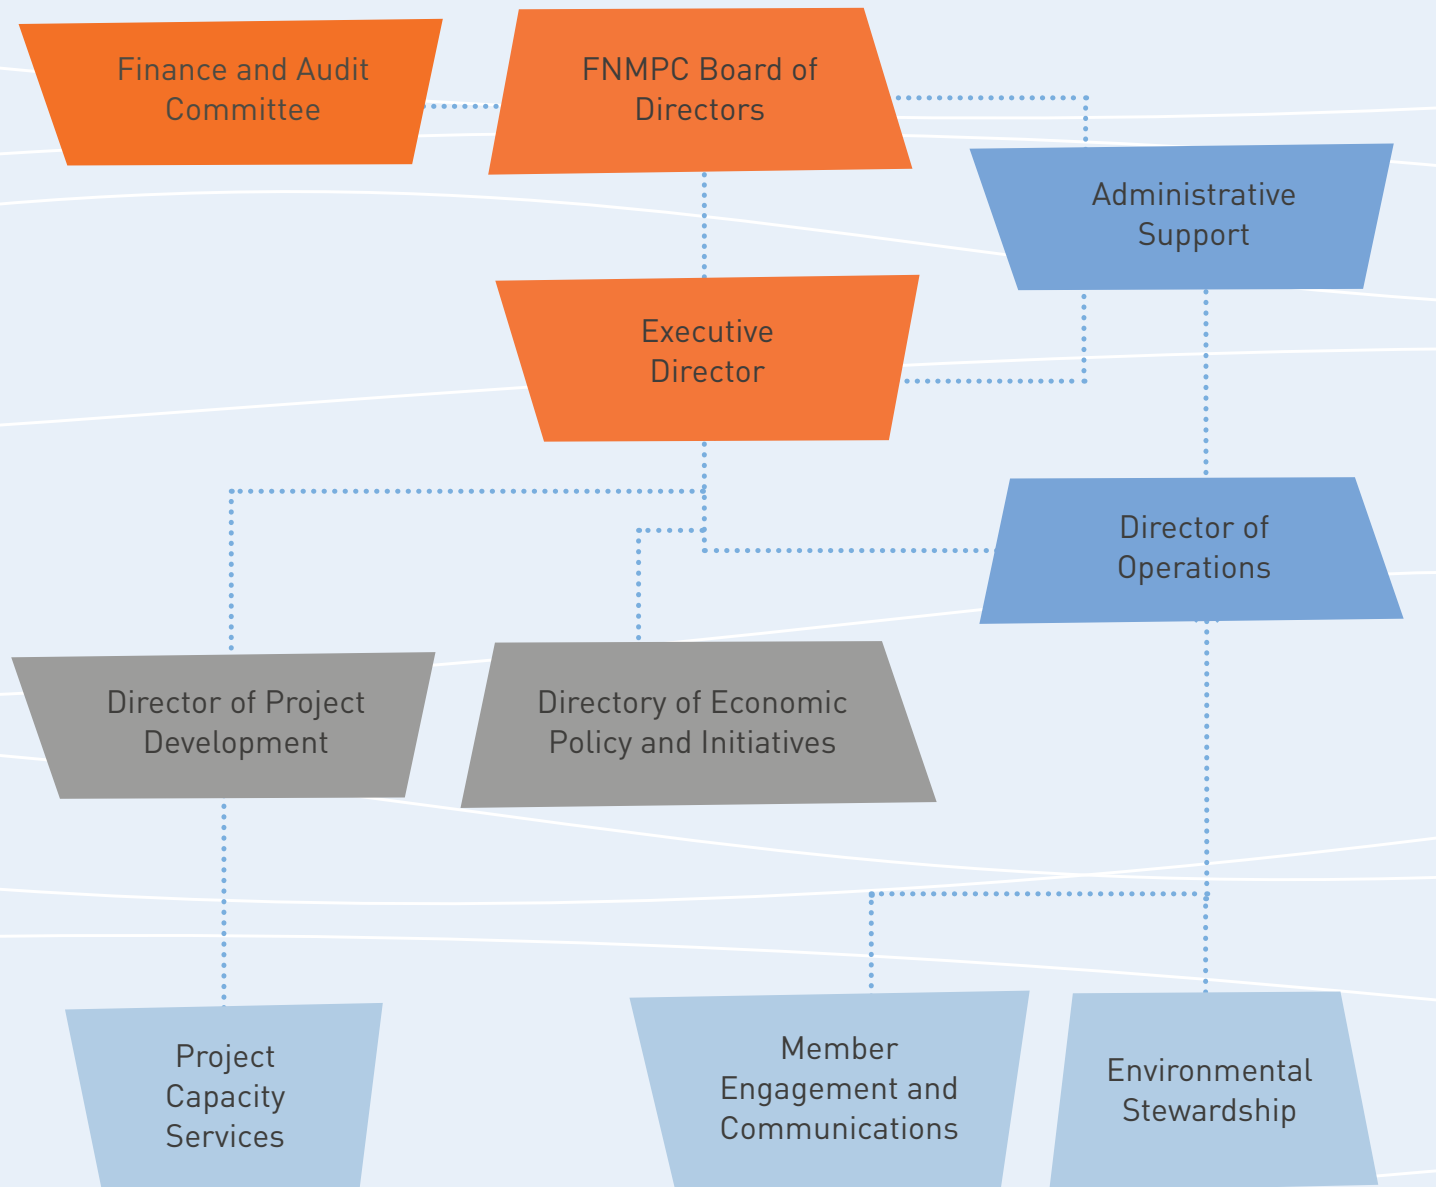 Finance and Audit
Committee
FNMPC Board of
Directors
Administrative
Support
Executive
Director
Director of
Operations
Director of Project
Development
Directory of Economic
Policy and Initiatives
Project
Capacity
Services
Member
Engagement and
Communications
Environmental
Stewardship